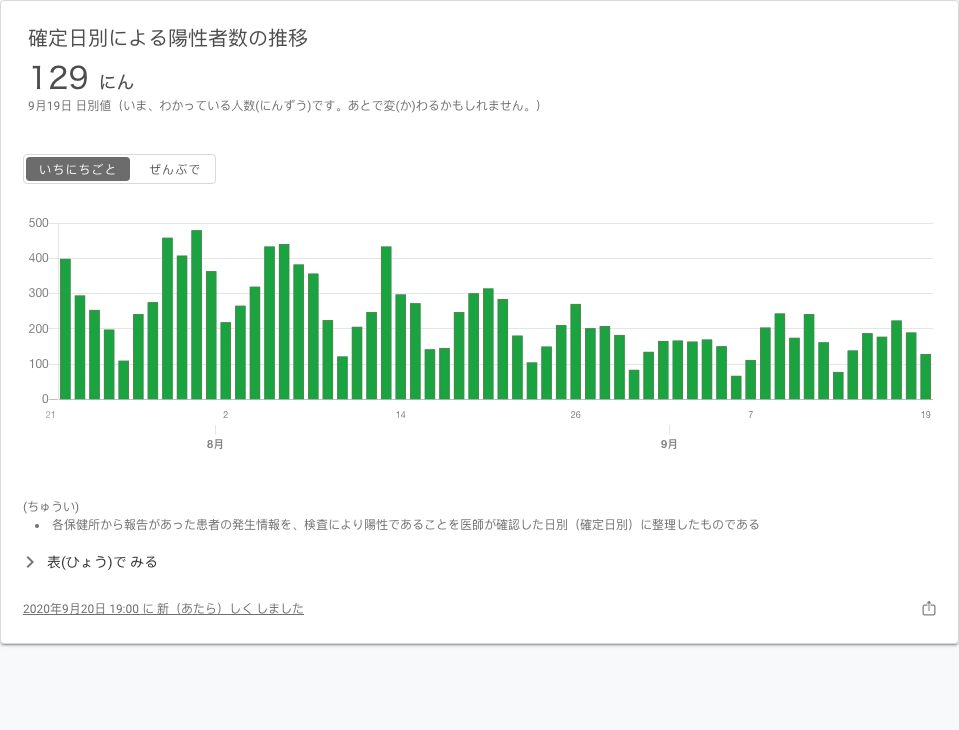 確定日別による陽性者数の推移
129 にん
9月19日 日別値（いま、わかっている人数(にんずう)です。あとで変(か)わるかもしれません。）
いちにちごと ぜんぶで
500
400
300
200
100
0
21 2 14 26 7 19
8月 9月
(ちゅうい)
• 各保健所から報告があった患者の発生情報を、検査により陽性であることを医師が確認した日別（確定日別）に整理したものである
表(ひょう)で みる
2020年9月20日 19:00 に 新（あたら）しく しました